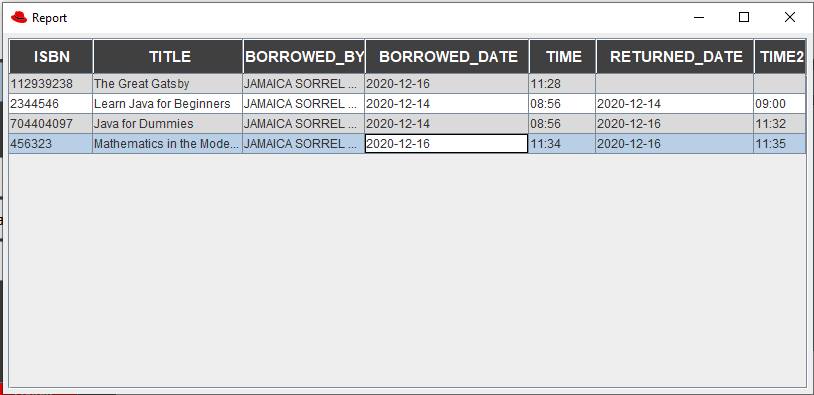 Report
ISBN TITLE BORROWED_BY BORROWED_DATE TIME RETURNED_DATE TIME2
112939238 The Great Gatsby JAMAICA SORREL ... 2020-12-16 11:28
2344546 Learn Java for Beginners JAMAICA SORREL ... 2020-12-14 08:56 2020-12-14 09:00
704404097 Java for Dummies JAMAICA SORREL ... 2020-12-14 08:56 2020-12-16 11:32
456323 Mathematics in the Mode... JAMAICA SORREL ... 2020-12-16 11:34 2020-12-16 11:35